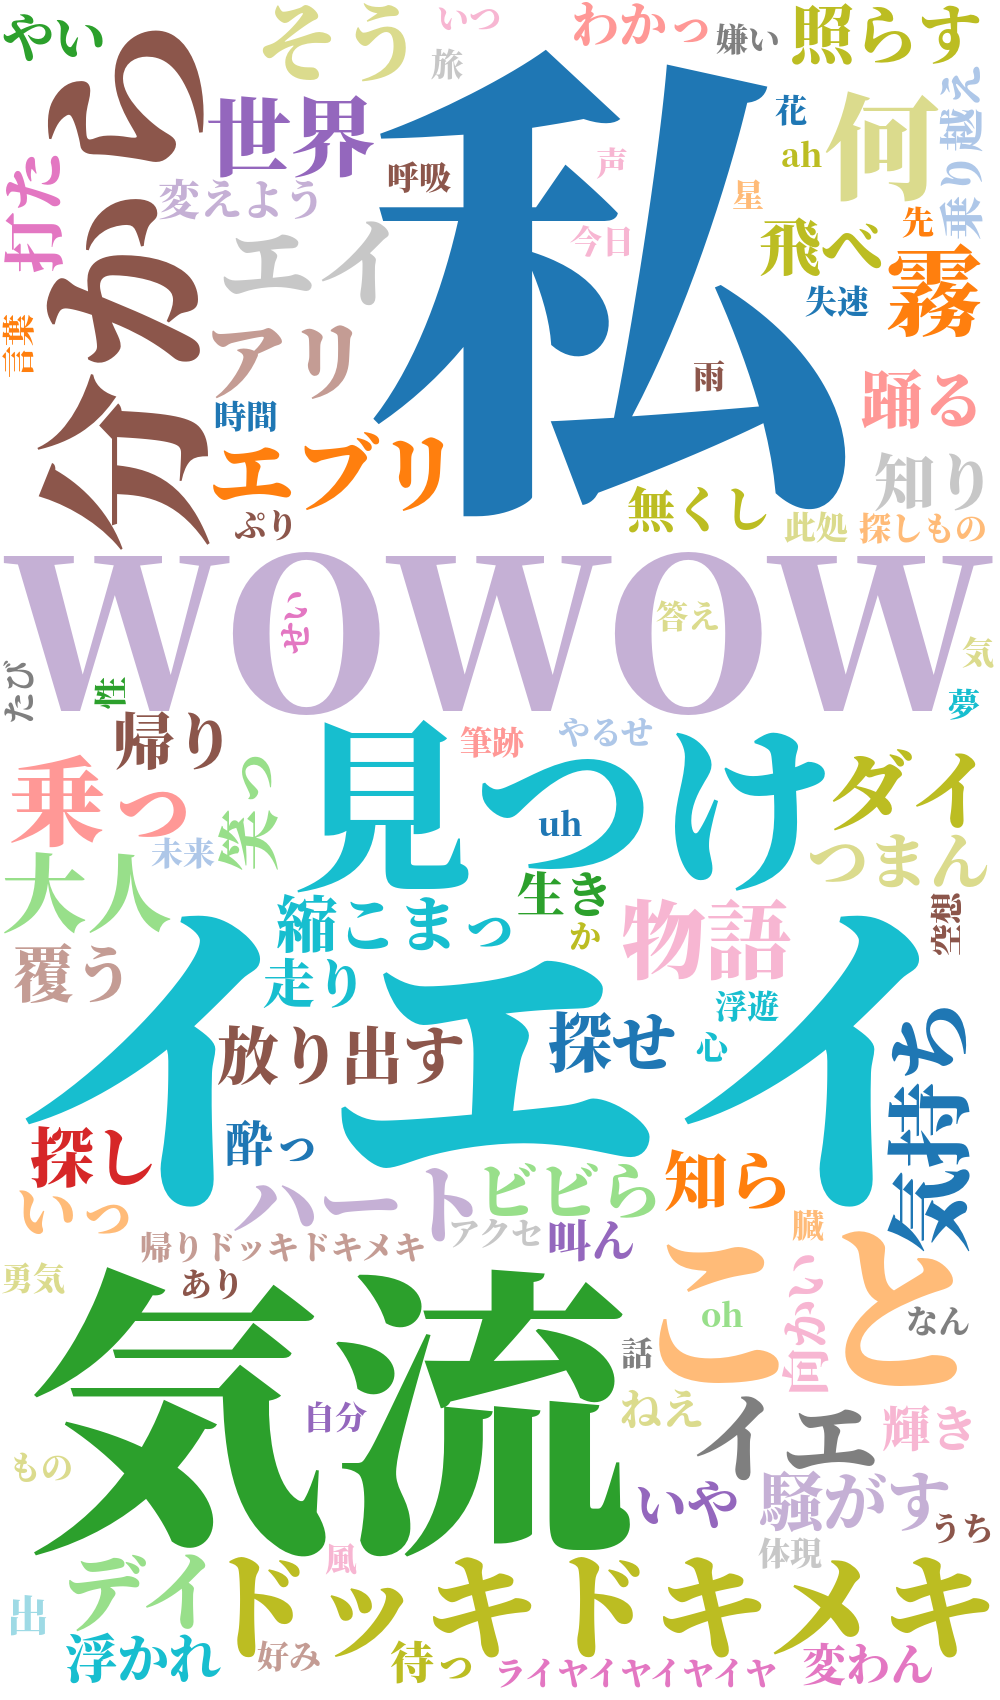 やい
そう
いつ
わかっ
嫌い
照らす
旅
分から
世界
私
花
何
乗り越え
打だ
呼吸
声
ah
変えよう
星
先
エイ
今日
飛べ
霧
失速
言葉
アリ
雨
踊る
時間
エブリ
知り
ぷり
無くし
此処
探しもの
wowow
せい
答え
気
たび
性
夢
帰り
見つけ
筆跡
やるせ
乗っ
笑っ
ダイ
uh
未来
つまん
大人
生き
縮こまっ
か
物語
空想
イエイ
覆う
走り
浮遊
放り出す
探せ
心
気持ち
探し
酔っ
ハート
ビビら
知ら
いっ
アクセ
叫ん
臓
帰りドッキドキメキ
こと
勇気
あり
向かい
気流
oh
なん
話
自分
ねえ
イエ
輝き
もの
いや
騒がす
うち
風
体現
デイ
ドッキドキメキ
出
浮かれ
好み
待っ
ライヤイヤイヤイヤ
変わん